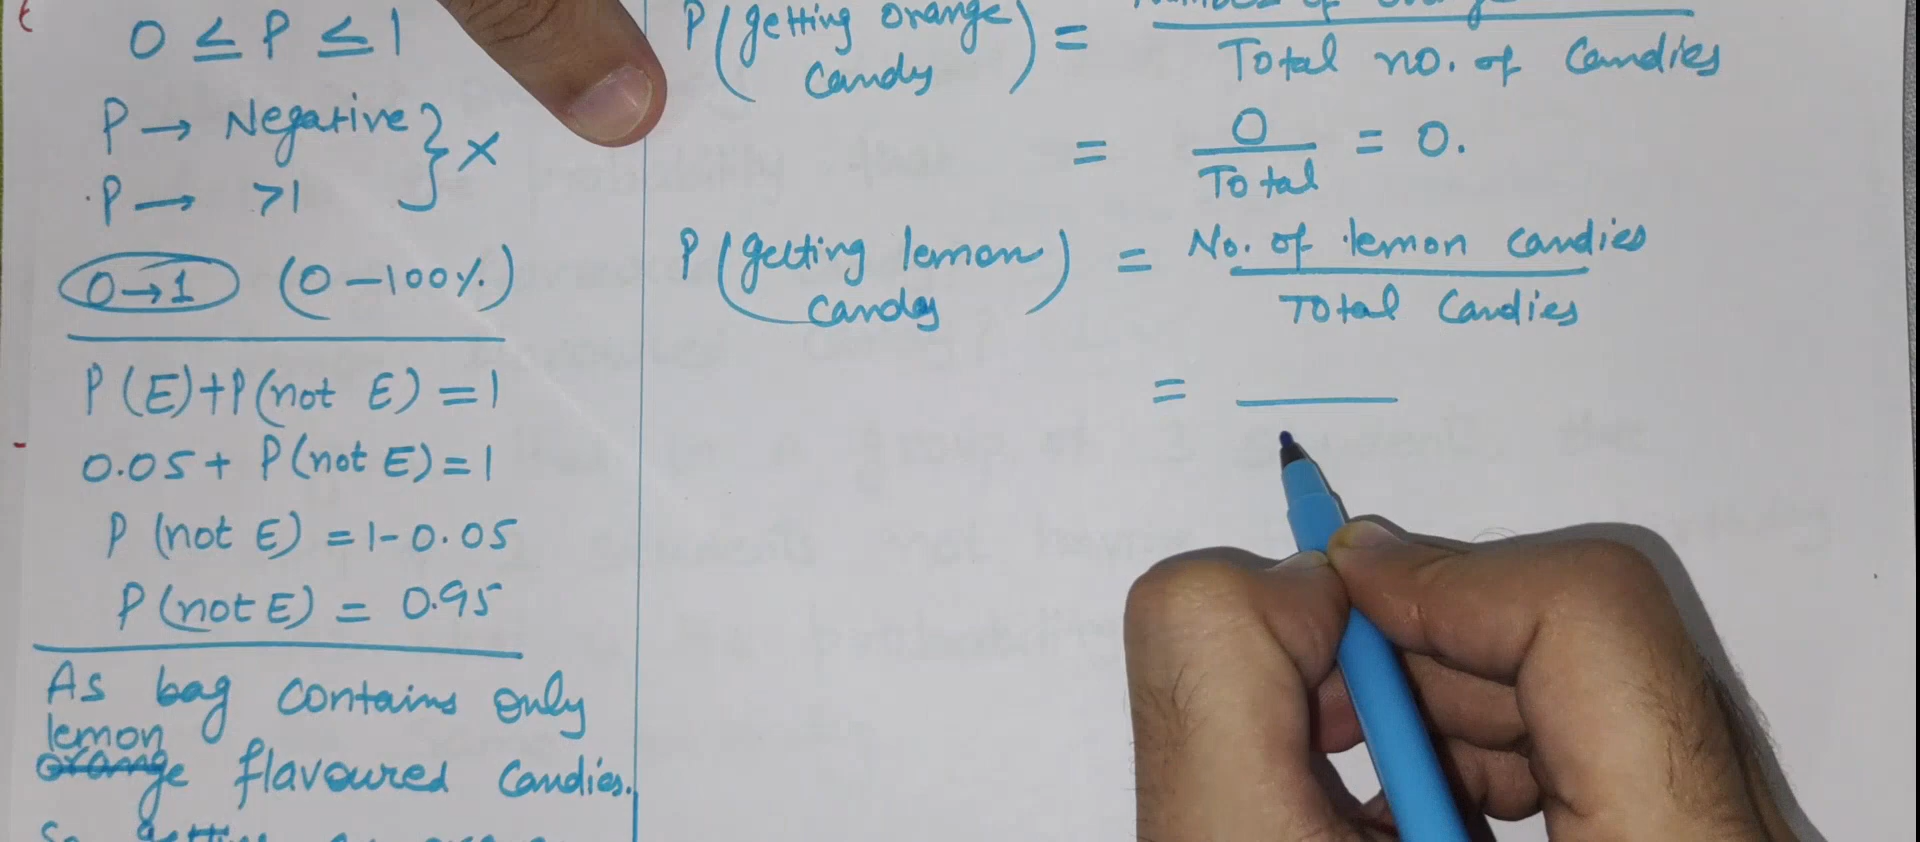 0 ≤ P ≤ 1
P → Negative } ×
P → >1
0→1 (0-100%)
P(E)+P(not E) = 1
0.05 + P(not E) = 1
P (not E) = 1-0.05
P (not E) = 0.95
As bag contains only
lemon
orange flavoured candies.
P (getting orange candy) =
Total no. of Candies
= 0/Total = 0.
P (getting lemon candy) = No. of lemon candies
Total Candies
=